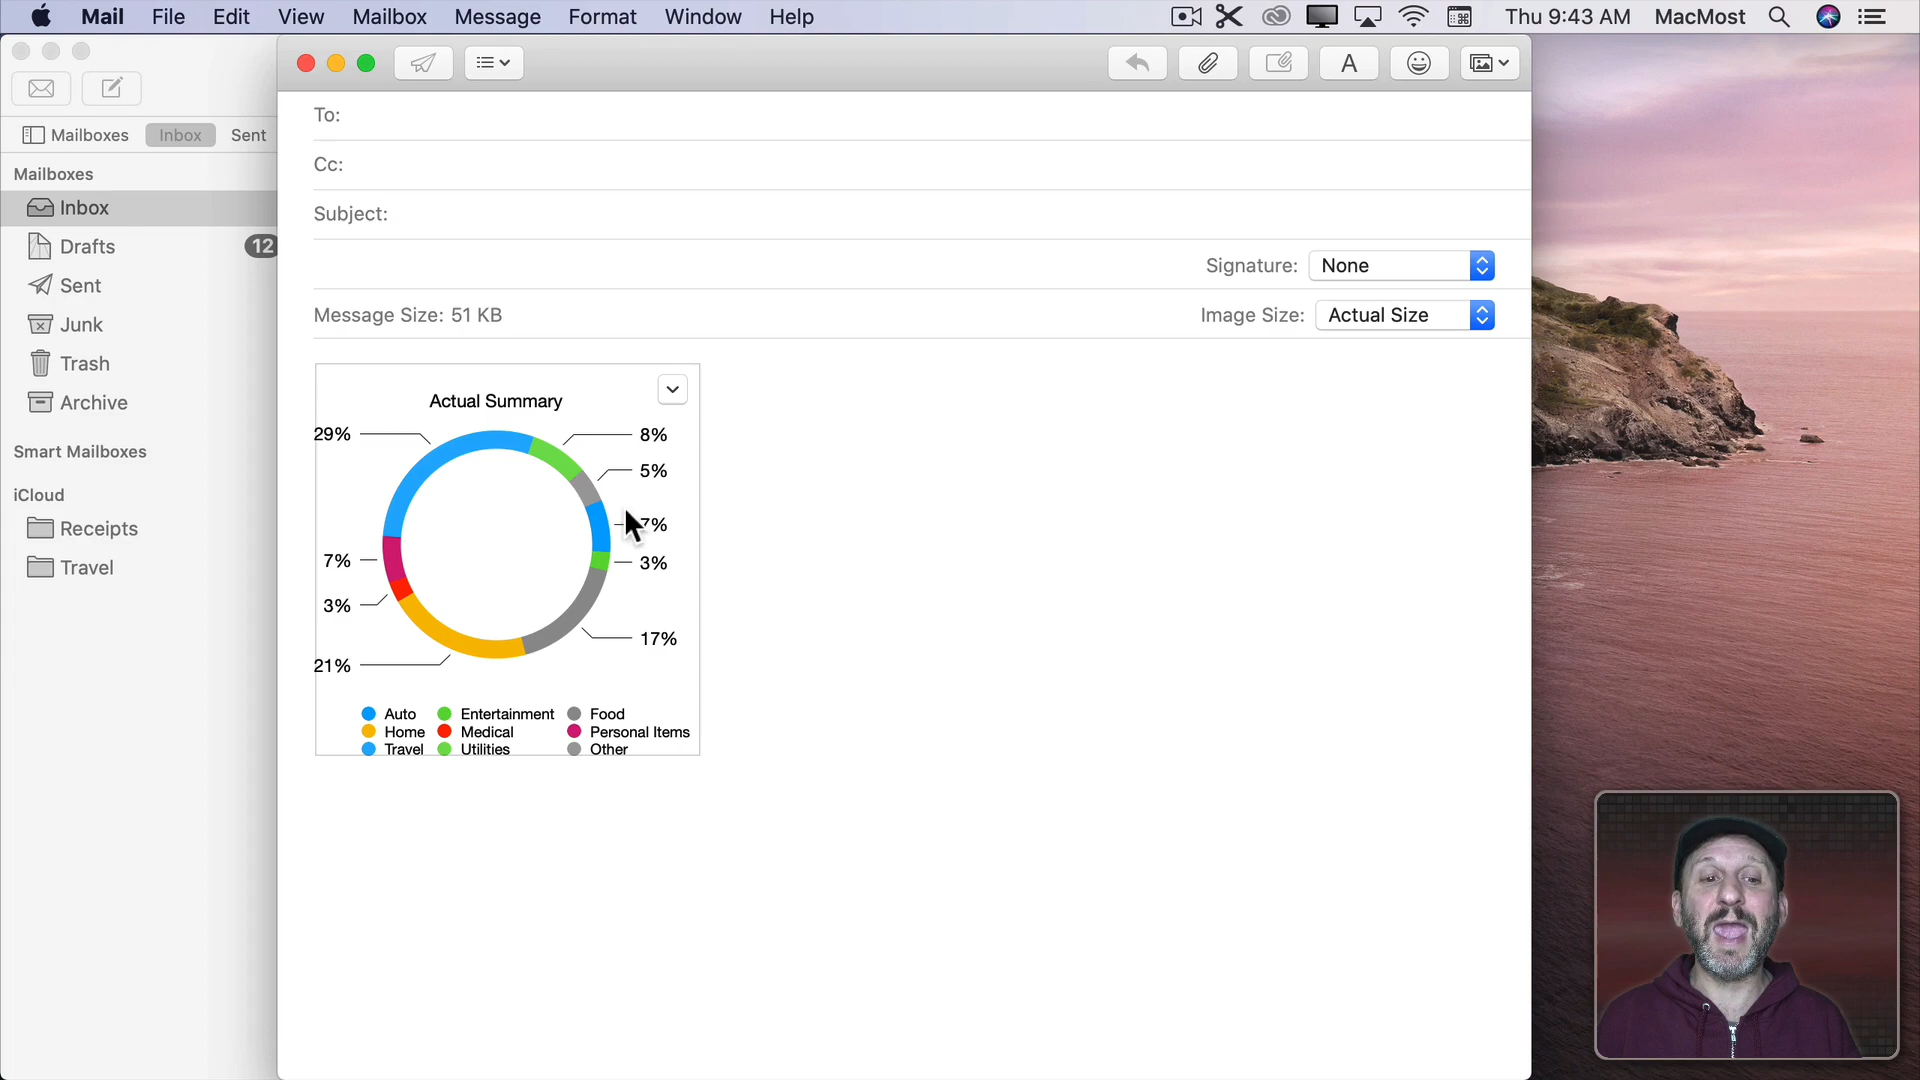 Mail File Edit View Mailbox Message Format Window Help Thu 9:43 AM MacMost
Mailboxes Inbox Sent
Mailboxes
Inbox
Drafts 12
Sent
Junk
Trash
Archive
Smart Mailboxes
iCloud
Receipts
Travel
To:
Cc:
Subject:
Signature: None
Message Size: 51 KB Image Size: Actual Size
Actual Summary
29% 8%
5%
7%
7% 3%
3%
17%
21%
Auto Entertainment Food
Home Medical Personal Items
Travel Utilities Other